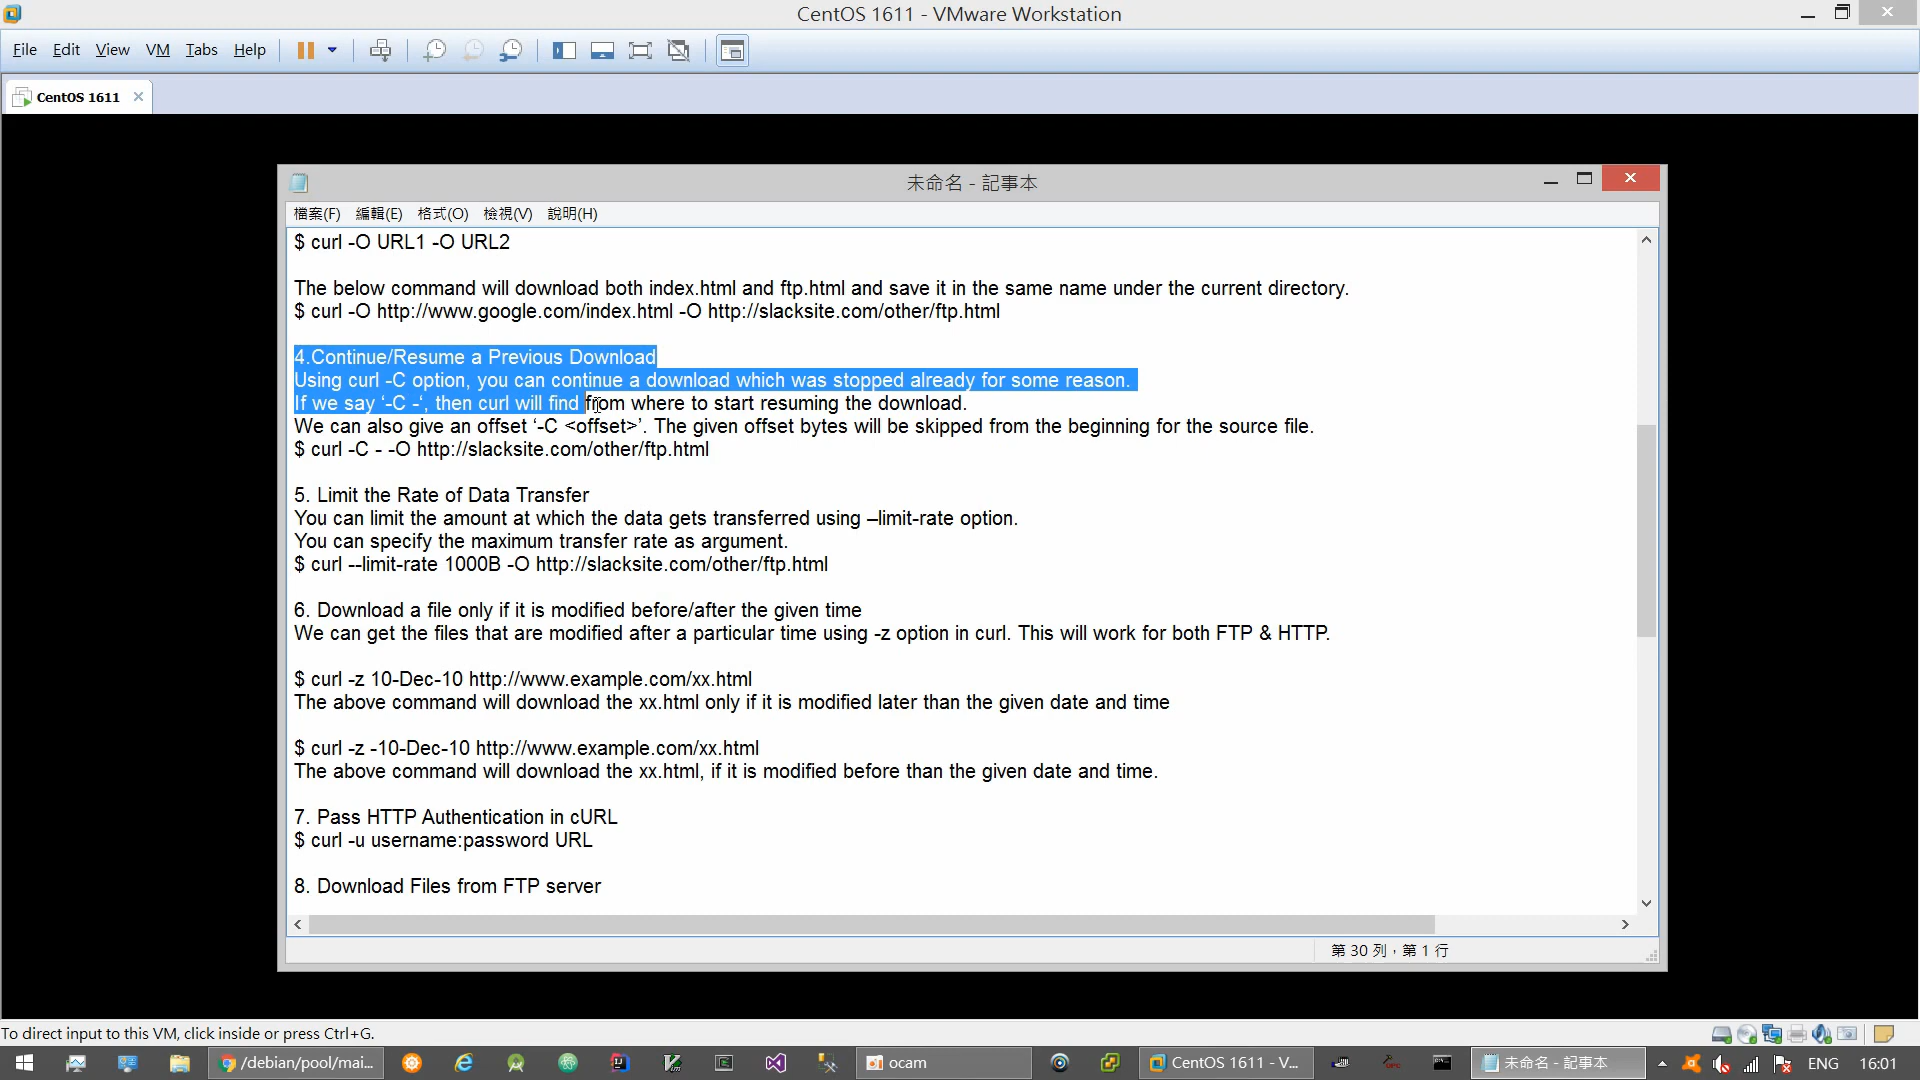 CentOS 1611 - VMware Workstation
File Edit View VM Tabs Help
CentOS 1611
未命名 - 記事本
檔案(F) 編輯(E) 格式(O) 檢視(V) 說明(H)
$ curl -O URL1 -O URL2
The below command will download both index.html and ftp.html and save it in the same name under the current directory.
$ curl -O http://www.google.com/index.html -O http://slacksite.com/other/ftp.html
4.Continue/Resume a Previous Download
Using curl -C option, you can continue a download which was stopped already for some reason.
If we say ‘-C -‘, then curl will find from where to start resuming the download.
We can also give an offset ‘-C <offset>’. The given offset bytes will be skipped from the beginning for the source file.
$ curl -C - -O http://slacksite.com/other/ftp.html
5. Limit the Rate of Data Transfer
You can limit the amount at which the data gets transferred using –limit-rate option.
You can specify the maximum transfer rate as argument.
$ curl --limit-rate 1000B -O http://slacksite.com/other/ftp.html
6. Download a file only if it is modified before/after the given time
We can get the files that are modified after a particular time using -z option in curl. This will work for both FTP & HTTP.
$ curl -z 10-Dec-10 http://www.example.com/xx.html
The above command will download the xx.html only if it is modified later than the given date and time
$ curl -z -10-Dec-10 http://www.example.com/xx.html
The above command will download the xx.html, if it is modified before than the given date and time.
7. Pass HTTP Authentication in cURL
$ curl -u username:password URL
8. Download Files from FTP server
第 30 列，第 1 行
To direct input to this VM, click inside or press Ctrl+G.
/debian/pool/mai... ocam CentOS 1611 - V... 未命名 - 記事本 ENG 16:01